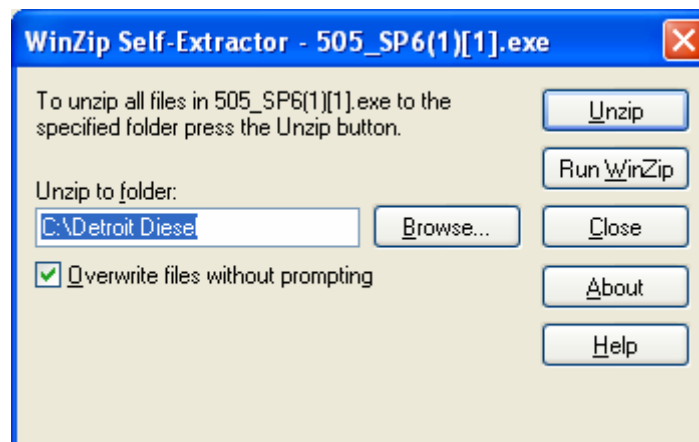 WinZip Self-Extractor - 505_SP6(1)[1].exe
To unzip all files in 505_SP6(1)[1].exe to the
specified folder press the Unzip button.
Unzip to folder:
C:\Detroit Diesel
Browse...
Overwrite files without prompting
Unzip
Run WinZip
Close
About
Help